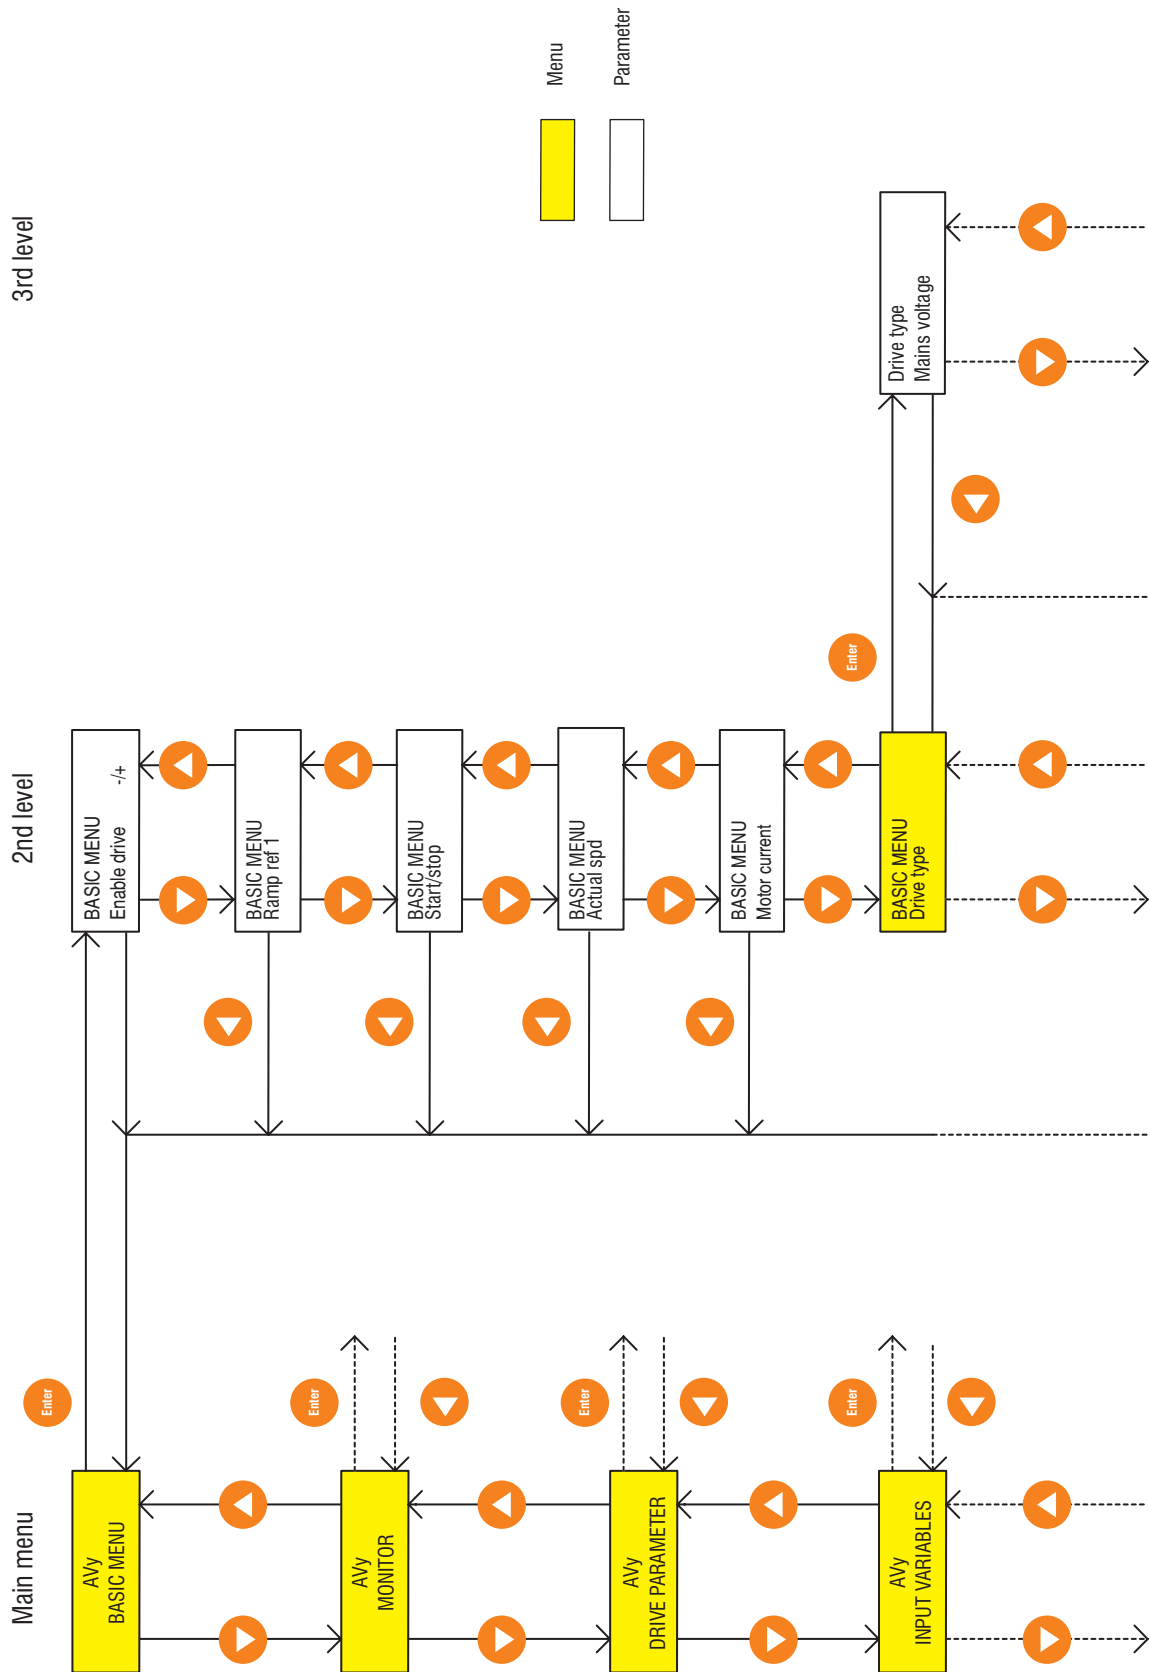 Main menu
2nd level
3rd level
Menu
Parameter
AVy
BASIC MENU
Enter
AVy
MONITOR
Enter
AVy
DRIVE PARAMETER
Enter
AVy
INPUT VARIABLES
Enter
BASIC MENU
Enable drive -/+
BASIC MENU
Ramp ref 1
BASIC MENU
Start/stop
BASIC MENU
Actual spd
BASIC MENU
Motor current
BASIC MENU
Drive type
Enter
Drive type
Mains voltage